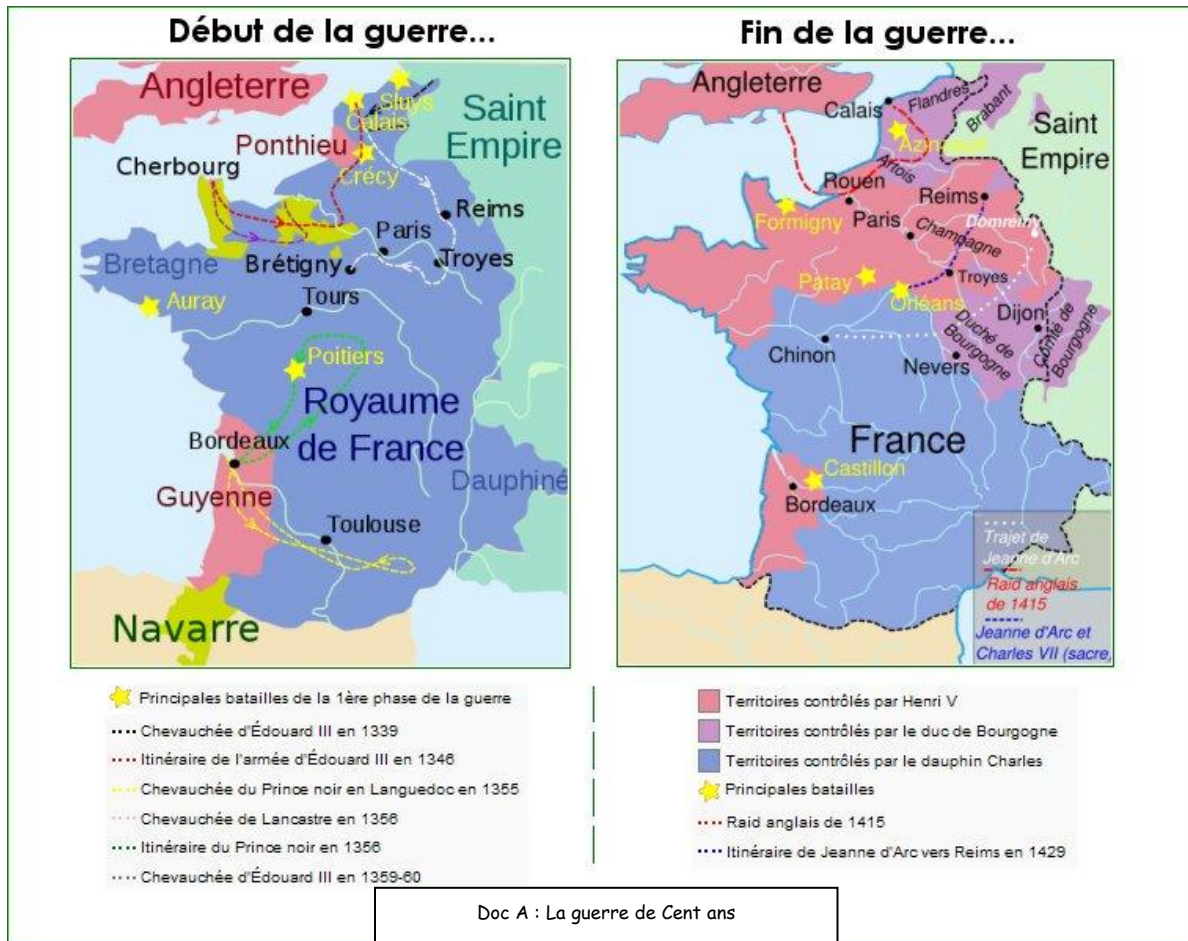 Début de la guerre...
Angleterre
Sluys
Calais
Saint
Empire
Ponthieu
Cherbourg
Crécy
Reims
Paris
Bretagne
Brétigny
Troyes
Auray
Tours
Poitiers
Royaume
de France
Bordeaux
Dauphiné
Guyenne
Toulouse
Navarre
Principales batailles de la 1ère phase de la guerre
Chevauchée d'Édouard III en 1339
Itinéraire de l'armée d'Édouard III en 1346
Chevauchée du Prince noir en Languedoc en 1355
Chevauchée de Lancastre en 1356
Itinéraire du Prince noir en 1356
Chevauchée d'Édouard III en 1359-60
Fin de la guerre...
Angleterre
Calais
Flandres
Brabant
Saint
Empire
Azincourt
Artois
Rouen
Reims
Formigny
Paris
Champagne
Domrémy
Patay
Troyes
Orléans
Dijon
Chinon
Duché de
Bourgogne
Nevers
Comté de
Bourgogne
France
Castillon
Bordeaux
Trajet de
Jeanne d'Arc
Raid anglais
de 1415
Jeanne d'Arc et
Charles VII (sacre,
Territoires contrôlés par Henri V
Territoires contrôlés par le duc de Bourgogne
Territoires contrôlés par le dauphin Charles
Principales batailles
Raid anglais de 1415
Itinéraire de Jeanne d'Arc vers Reims en 1429
Doc A : La guerre de Cent ans